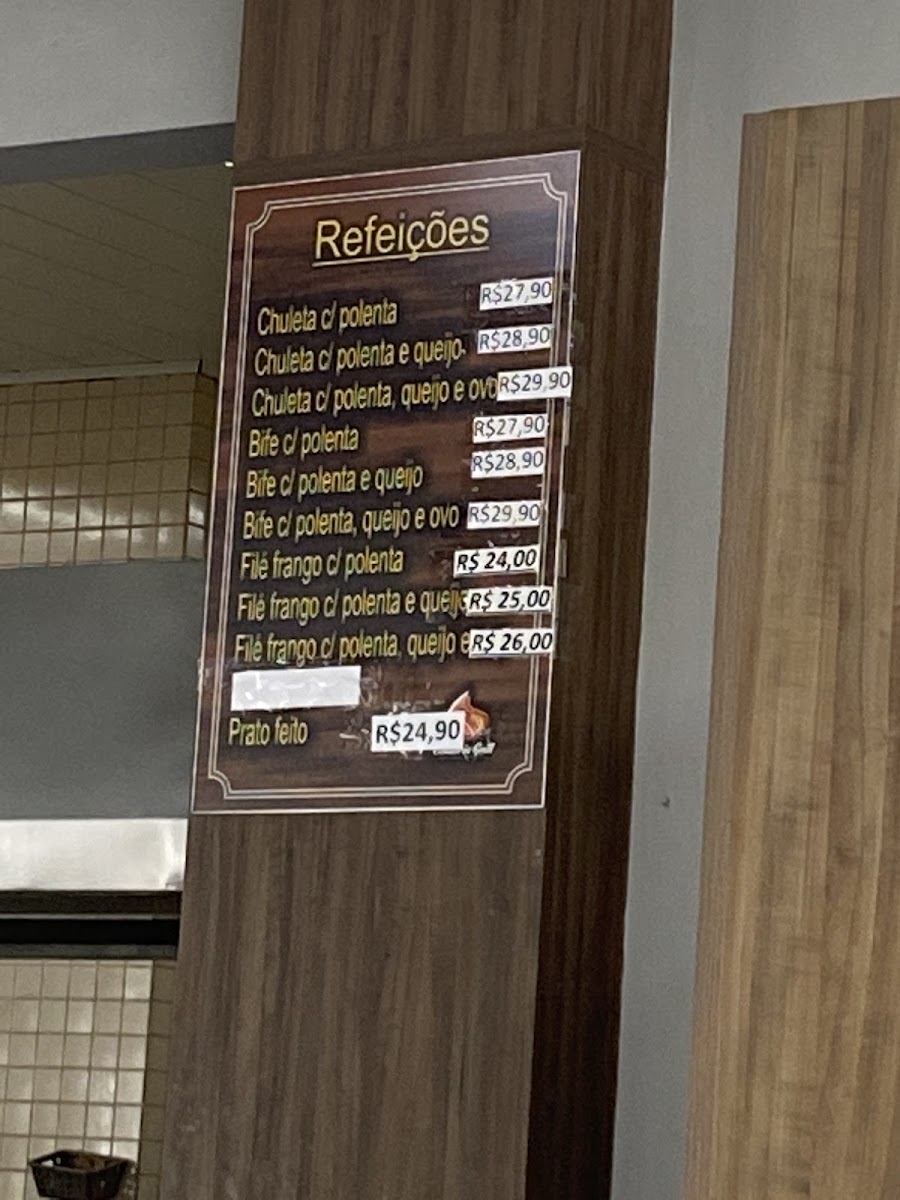 Refeições
Chuleta c/ polenta R$27,90
Chuleta c/ polenta e queijo R$28,90
Chuleta c/ polenta, queijo e ovo R$29,90
Bife c/ polenta R$27,90
Bife c/ polenta e queijo R$28,90
Bife c/ polenta, queijo e ovo R$29,90
Filé frango c/ polenta R$ 24,00
Filé frango c/ polenta e queijo R$ 25,00
Filé frango c/ polenta, queijo e R$ 26,00
Prato feito R$24,90